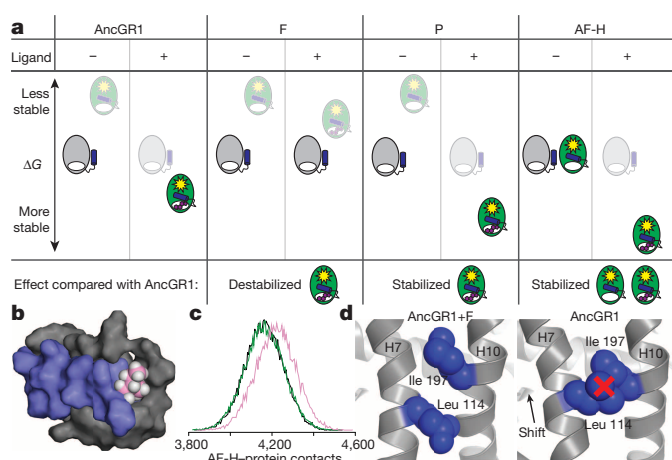 a
AncGR1 F P AF-H
Ligand − + − + − + − +
Less
stable
ΔG
More
stable
Effect compared with AncGR1: Destabilized Stabilized Stabilized
b c d
AncGR1+F AncGR1
H7 H10 H7 H10
Ile 197 Ile 197
Leu 114 Leu 114
Shift
3,800 4,200 4,600
AF-H–protein contacts